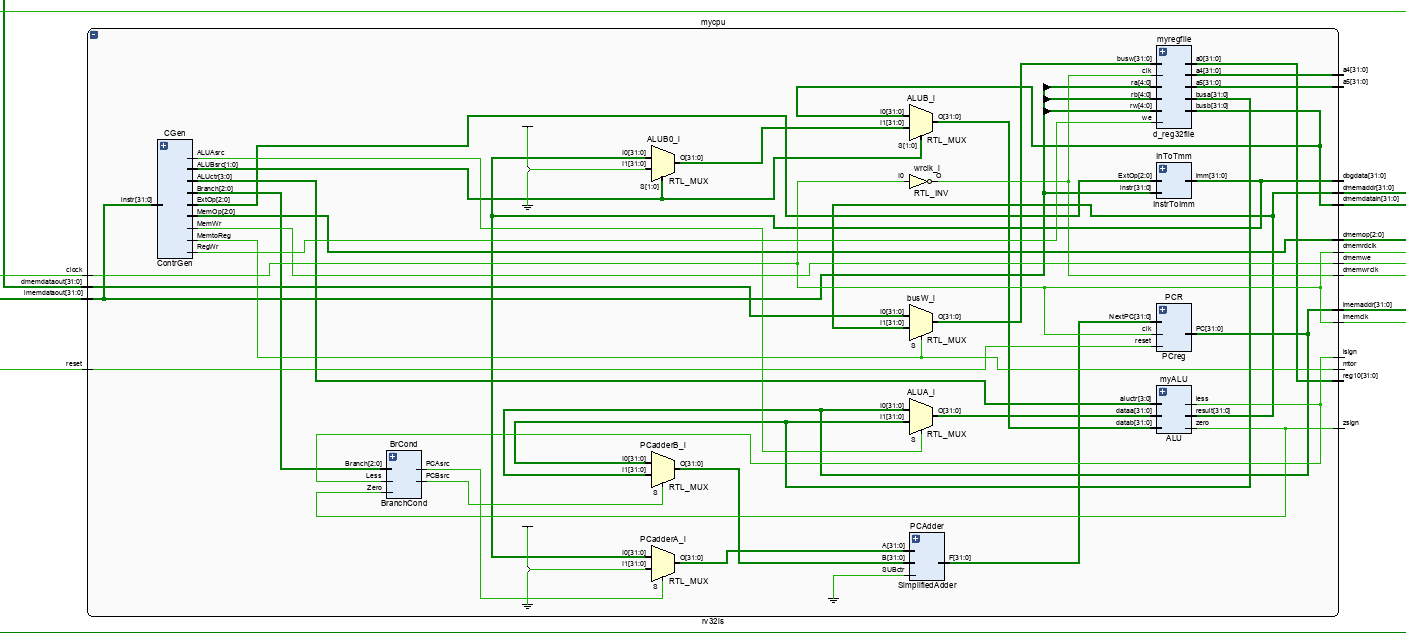 mycpu
myregfile
busw[31:0]
clk
ra[4:0]
rb[4:0]
rw[4:0]
we
a0[31:0]
a4[31:0]
a5[31:0]
busa[31:0]
busb[31:0]
d_reg32file
a4[31:0]
a5[31:0]
CGen
Instr[31:0]
ALUAsrc
ALUBsrc[1:0]
ALUctr[3:0]
Branch[2:0]
ExtOp[2:0]
MemOp[2:0]
MemWr
MemtoReg
RegWr
ContrGen
ALUB0_i
I0[31:0]
I1[31:0]
S[1:0]
O[31:0]
RTL_MUX
ALUB_i
I0[31:0]
I1[31:0]
S[1:0]
O[31:0]
RTL_MUX
wrclk_i
I0
O
RTL_INV
InToTmm
ExtOp[2:0]
Instr[31:0]
imm[31:0]
InstrToImm
dbgdata[31:0]
dmemaddr[31:0]
dmemdatain[31:0]
dmemop[2:0]
dmemrdclk
dmemwe
dmemwrclk
clock
dmemdataout[31:0]
imemdataout[31:0]
busW_i
I0[31:0]
I1[31:0]
S
O[31:0]
RTL_MUX
PCR
NextPC[31:0]
clk
reset
PC[31:0]
PCreg
imemaddr[31:0]
imemclk
reset
lsign
mtor
reg10[31:0]
zsign
ALUA_i
I0[31:0]
I1[31:0]
S
O[31:0]
RTL_MUX
myALU
aluctr[3:0]
dataa[31:0]
datab[31:0]
less
result[31:0]
zero
ALU
BrCond
Branch[2:0]
Less
Zero
PCAsrc
PCBsrc
BranchCond
PCadderB_i
I0[31:0]
I1[31:0]
S
O[31:0]
RTL_MUX
PCadderA_i
I0[31:0]
I1[31:0]
S
O[31:0]
RTL_MUX
PCAdder
A[31:0]
B[31:0]
SUBctr
F[31:0]
SimplifiedAdder
rv32is